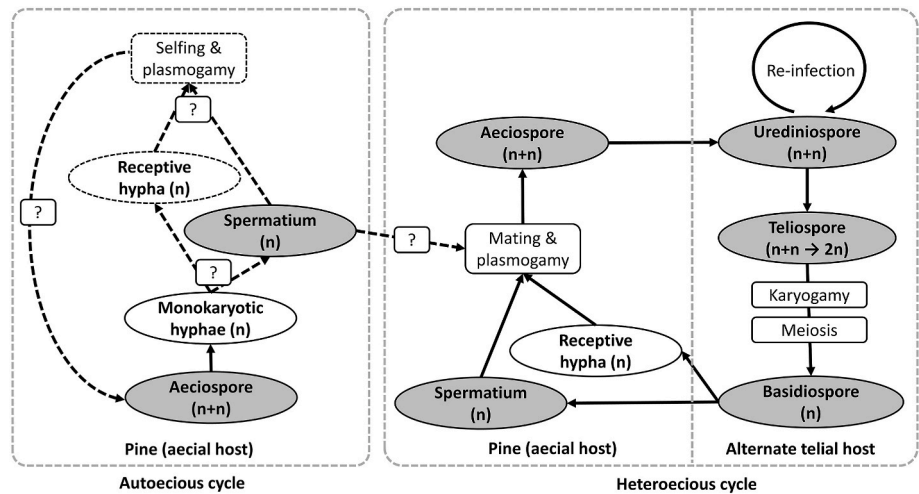 Selfing &
plasmogamy
?
Receptive
hypha (n)
?
Spermatium
(n)
?
?
Monokaryotic
hyphae (n)
Aeciospore
(n+n)
Pine (aecial host)
Autoecious cycle
Re-infection
Aeciospore
(n+n)
Urediniospore
(n+n)
Mating &
plasmogamy
Teliospore
(n+n → 2n)
Karyogamy
Meiosis
Receptive
hypha (n)
Spermatium
(n)
Basidiospore
(n)
Pine (aecial host)
Alternate telial host
Heteroecious cycle